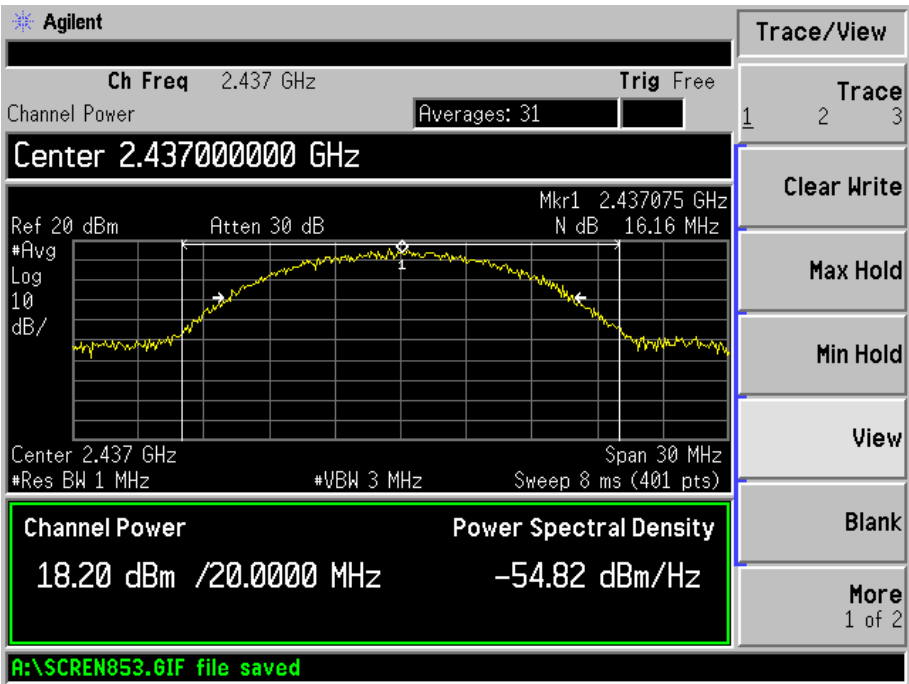 Agilent
Ch Freq 2.437 GHz Trig Free
Channel Power Averages: 31
Center 2.437000000 GHz
Mkr1 2.437075 GHz
Ref 20 dBm Atten 30 dB N dB 16.16 MHz
#Avg
Log
10
dB/
1
Center 2.437 GHz Span 30 MHz
#Res BW 1 MHz #VBW 3 MHz Sweep 8 ms (401 pts)
Channel Power Power Spectral Density
18.20 dBm /20.0000 MHz -54.82 dBm/Hz
A:\SCREN853.GIF file saved
Trace/View
Trace
1 2 3
Clear Write
Max Hold
Min Hold
View
Blank
More
1 of 2